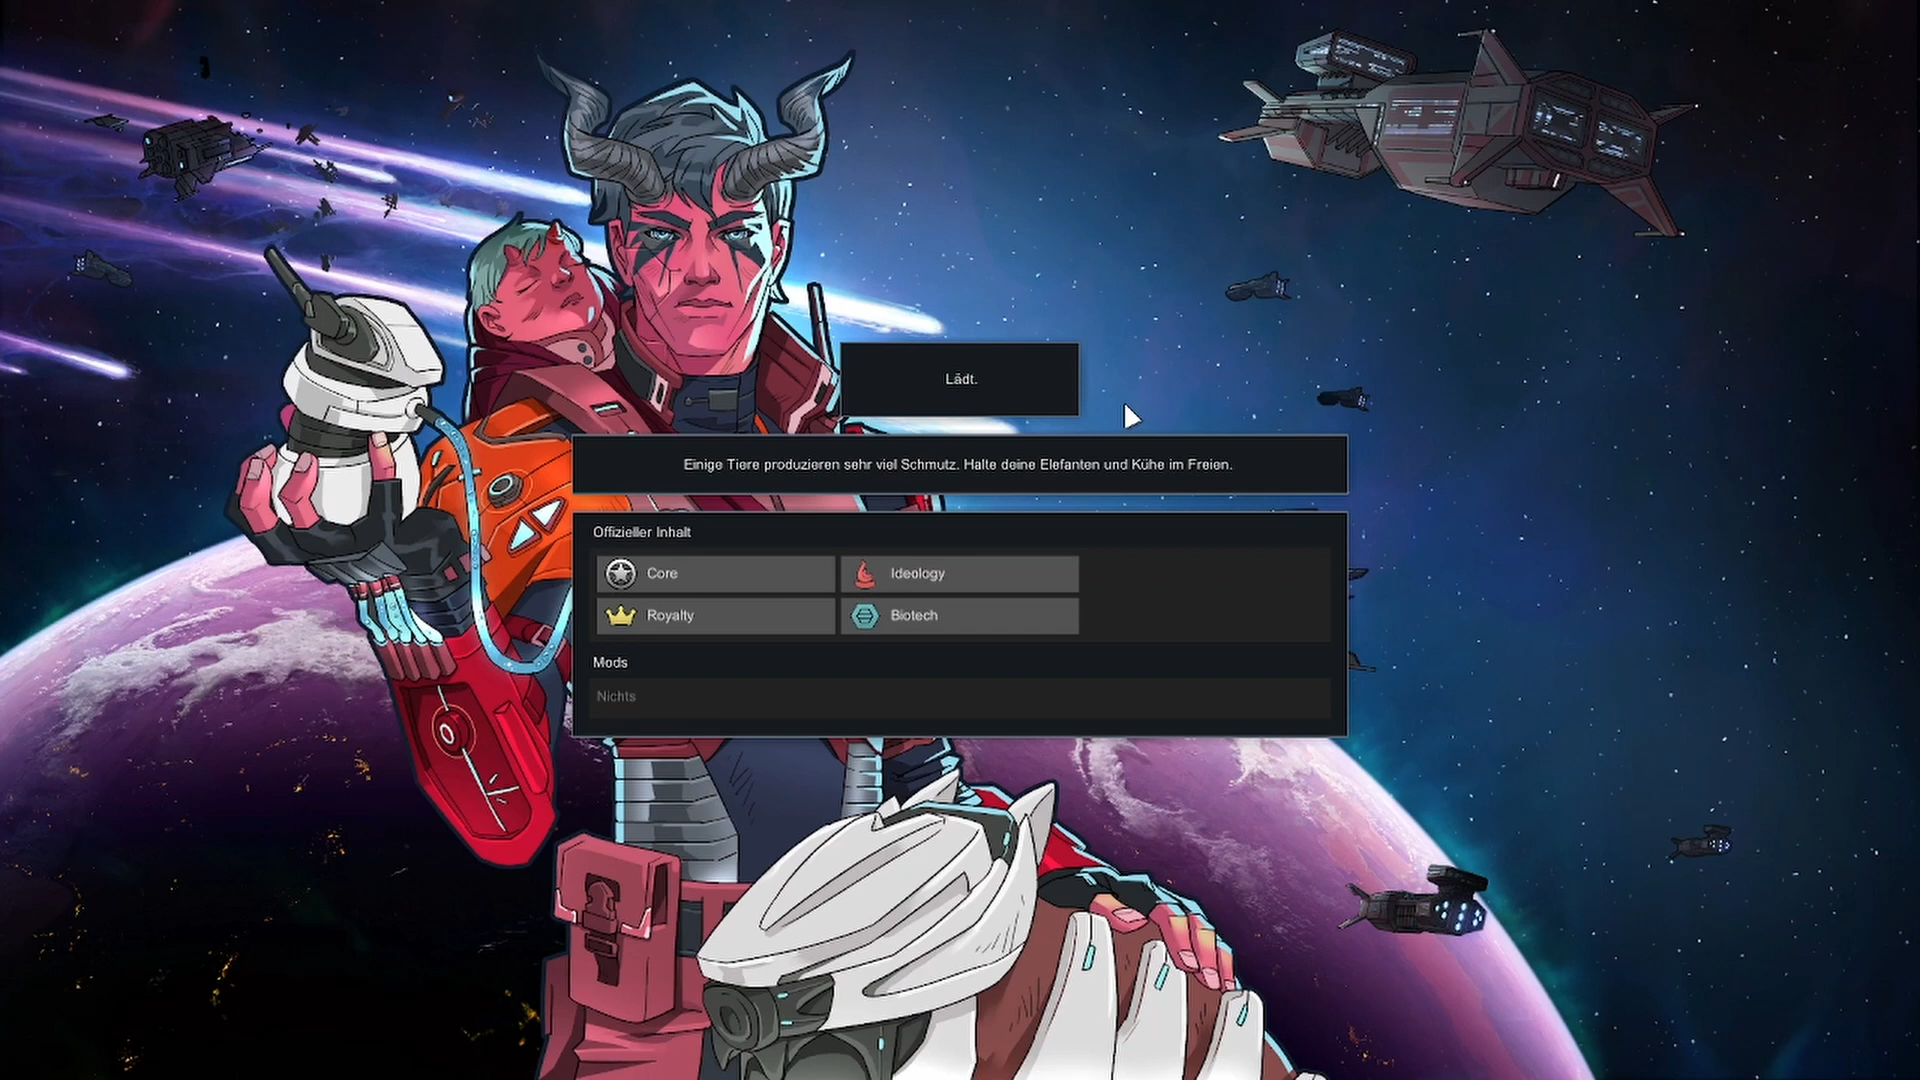 Lädt.
Einige Tiere produzieren sehr viel Schmutz. Halte deine Elefanten und Kühe im Freien.
Offizieller Inhalt
Core
Ideology
Royalty
Biotech
Mods
Nichts